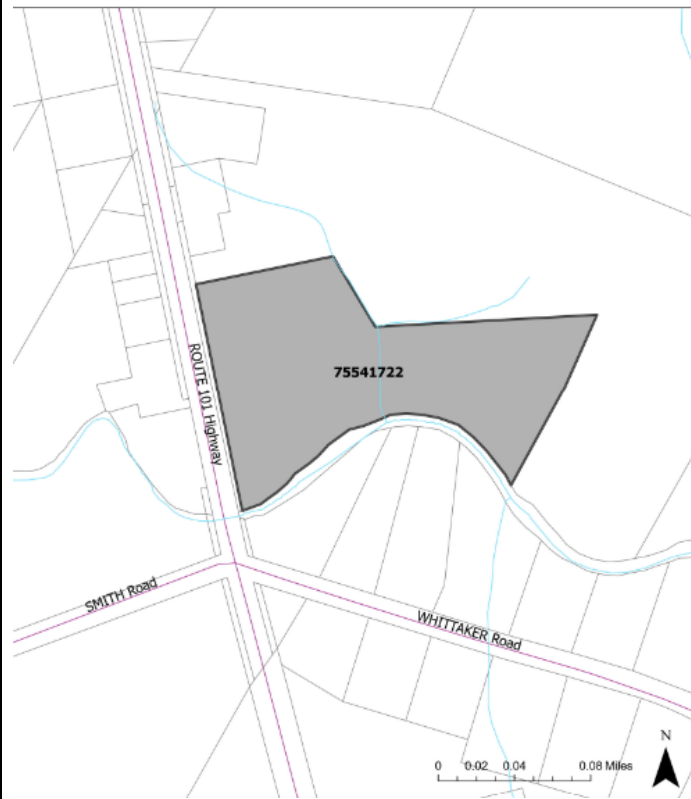 75541722
ROUTE 101 Highway
SMITH Road
WHITTAKER Road
N
0 0.02 0.04 0.08 Miles